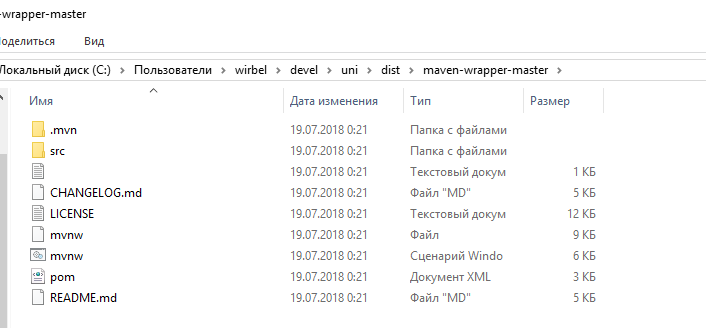 -wrapper-master
Поделиться Вид
Локальный диск (C:) Пользователи wirbel devel uni dist maven-wrapper-master
Имя Дата изменения Тип Размер
.mvn 19.07.2018 0:21 Папка с файлами
src 19.07.2018 0:21 Папка с файлами
19.07.2018 0:21 Текстовый докум 1 КБ
CHANGELOG.md 19.07.2018 0:21 Файл "MD" 5 КБ
LICENSE 19.07.2018 0:21 Текстовый докум 12 КБ
mvnw 19.07.2018 0:21 Файл 9 КБ
mvnw 19.07.2018 0:21 Сценарий Windo 6 КБ
pom 19.07.2018 0:21 Документ XML 3 КБ
README.md 19.07.2018 0:21 Файл "MD" 5 КБ